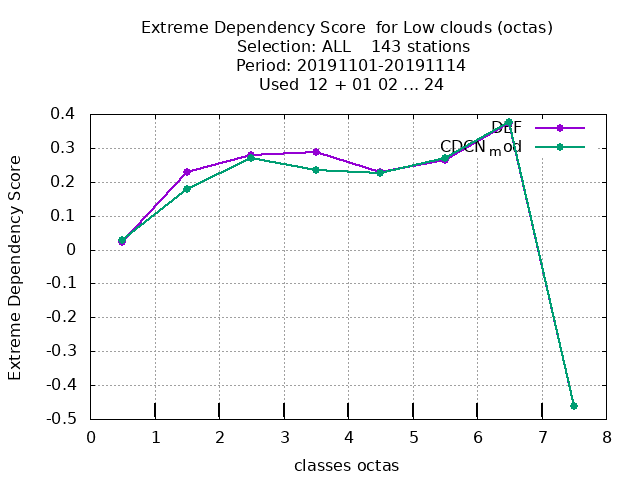 Extreme Dependency Score  for Low clouds (octas)
Selection: ALL    143 stations
Period: 20191101-20191114
Used  12 + 01 02 ... 24
DEF
CDCN_mod
Extreme Dependency Score
0.4
0.3
0.2
0.1
0
-0.1
-0.2
-0.3
-0.4
-0.5
0 1 2 3 4 5 6 7 8
classes octas